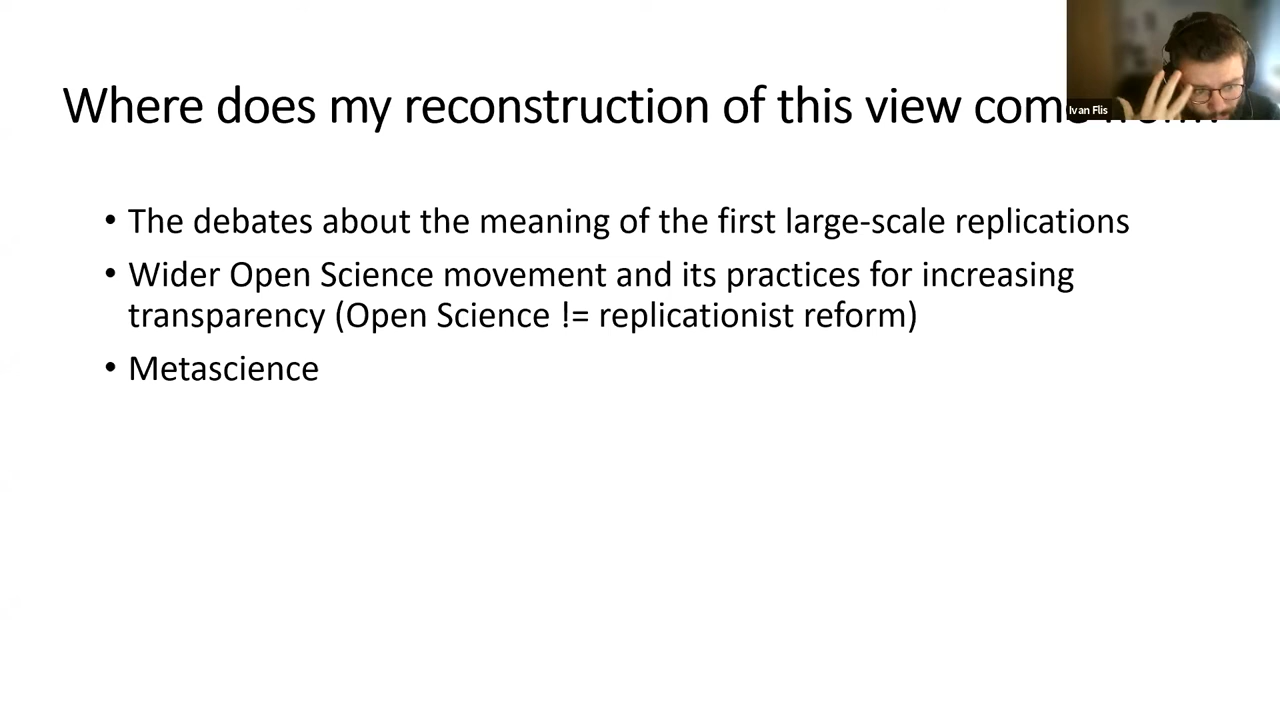 Where does my reconstruction of this view come
Ivan Flis
• The debates about the meaning of the first large-scale replications
• Wider Open Science movement and its practices for increasing
transparency (Open Science != replicationist reform)
• Metascience